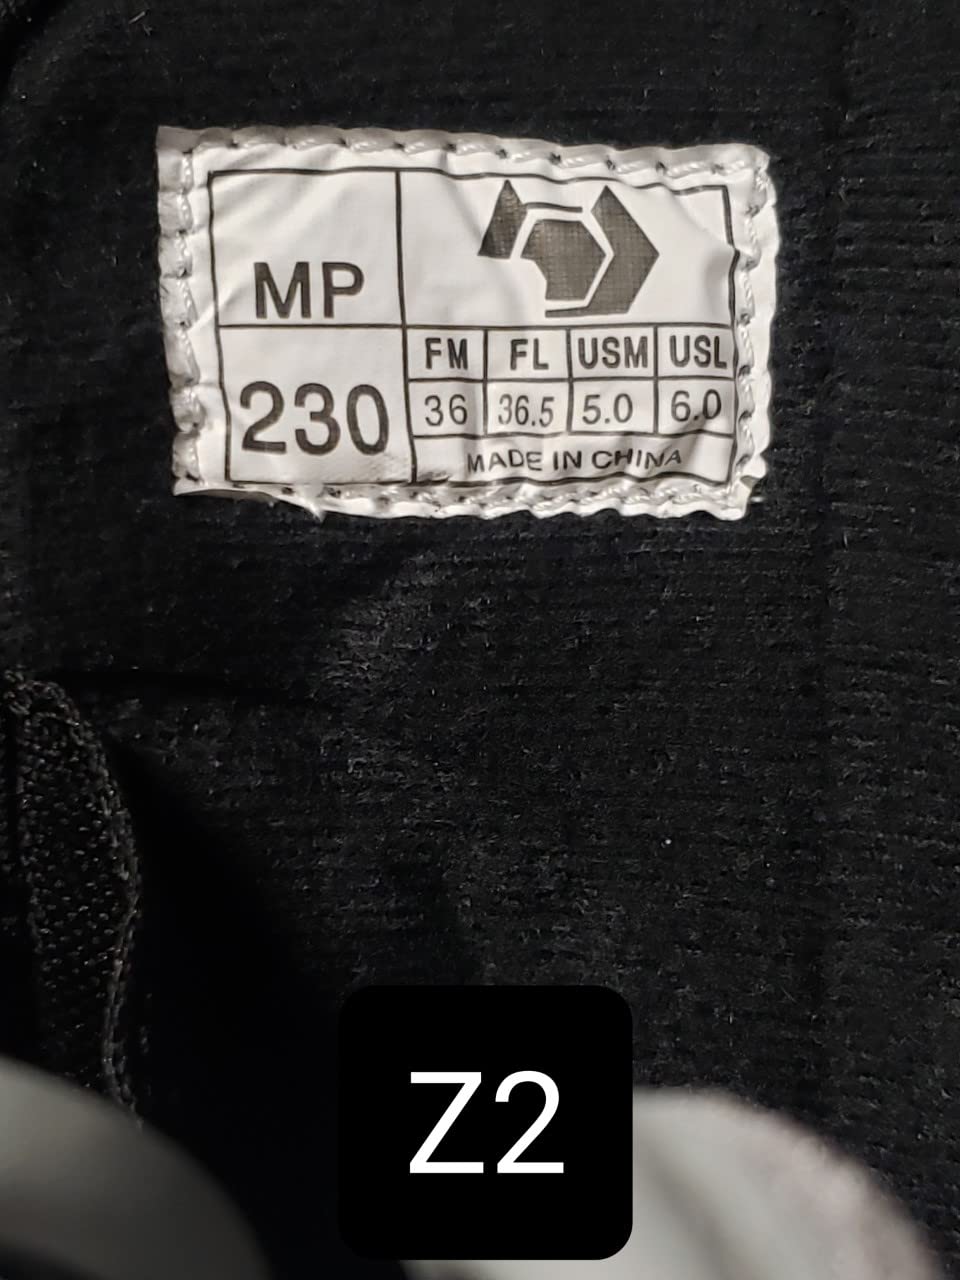 MP
230
FM FL USM USL
36 36.5 5.0 6.0
MADE IN CHINA
Z2